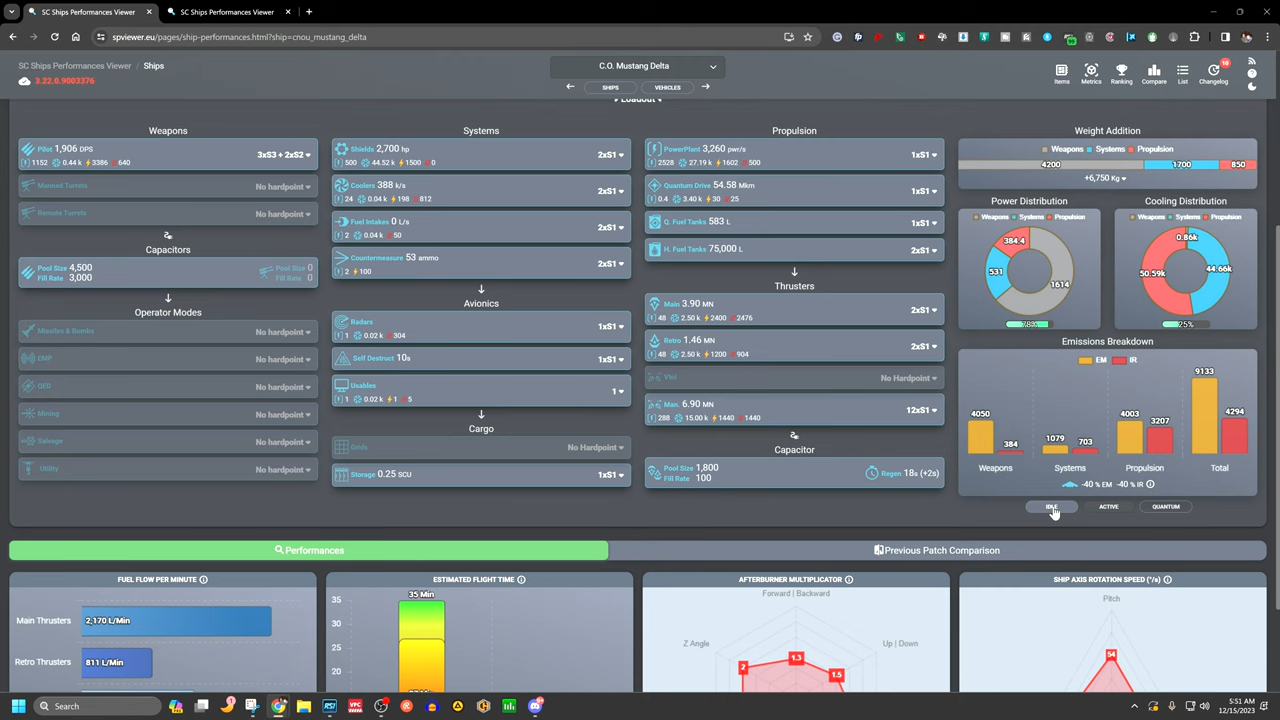 SC Ships Performances Viewer
SC Ships Performances Viewer
spviewer.eu/pages/ship-performances.html?ship=cnou_mustang_delta
SC Ships Performances Viewer / Ships
3.22.0.9003376
C.O. Mustang Delta
SHIPS
VEHICLES
Items
Metrics
Ranking
Compare
List
Changelog
10
Loadout
Weapons
Pilot 1,906 DPS
1152 0.44 K 3386 640
3xS3 + 2xS2
Manned Turrets
No hardpoint
Remote Turrets
No hardpoint
Capacitors
Pool Size 4,500
Fill Rate 3,000
Pool Size 0
Fill Rate 0
Operator Modes
Missiles & Bombs
No hardpoint
EMP
No hardpoint
QED
No hardpoint
Mining
No hardpoint
Salvage
No hardpoint
Utility
No hardpoint
Systems
Shields 2,700 hp
500 44.52 K 1500 0
2xS1
Coolers 388 k/s
24 0.04 K 198 812
2xS1
Fuel Intakes 0 L/s
2 0.04 K 50
2xS1
Countermeasure 53 ammo
2 100
2xS1
Avionics
Radars
1 0.02 K 304
1xS1
Self Destruct 10s
1xS1
Usables
1 0.02 K 1 5
1
Cargo
Grids
No Hardpoint
Storage 0.25 SCU
1xS1
Propulsion
PowerPlant 3,260 pwr/s
2528 27.19 K 1602 500
1xS1
Quantum Drive 54.58 Mkm
0.4 3.40 K 30 25
1xS1
Q. Fuel Tanks 583 L
1xS1
H. Fuel Tanks 75,000 L
2xS1
Thrusters
Main 3.90 MN
48 2.50 K 2400 2476
2xS1
Retro 1.46 MN
48 2.50 K 1200 904
2xS1
Vtol
No Hardpoint
Man. 6.90 MN
288 15.00 K 1440 1440
12xS1
Capacitor
Pool Size 1,800
Fill Rate 100
Regen 18s (+2s)
Weight Addition
Weapons Systems Propulsion
4200 1700 850
+6,750 Kg
Power Distribution
Weapons Systems Propulsion
384.4
531
1614
78%
Cooling Distribution
Weapons Systems Propulsion
0.86k
50.59k
44.66k
25%
Emissions Breakdown
EM IR
4050 384
1079 703
4003 3207
9133 4294
Weapons Systems Propulsion Total
-40 % EM -40 % IR
IDLE
ACTIVE
QUANTUM
Performances
Previous Patch Comparison
FUEL FLOW PER MINUTE
Main Thrusters
2,170 L/Min
Retro Thrusters
811 L/Min
ESTIMATED FLIGHT TIME
35 Min
35
30
25
20
AFTERBURNER MULTIPLICATOR
Forward | Backward
Z Angle
Up | Down
2
1.3
1.5
SHIP AXIS ROTATION SPEED (°/s)
Pitch
54
Search
5:51 AM
12/15/2023